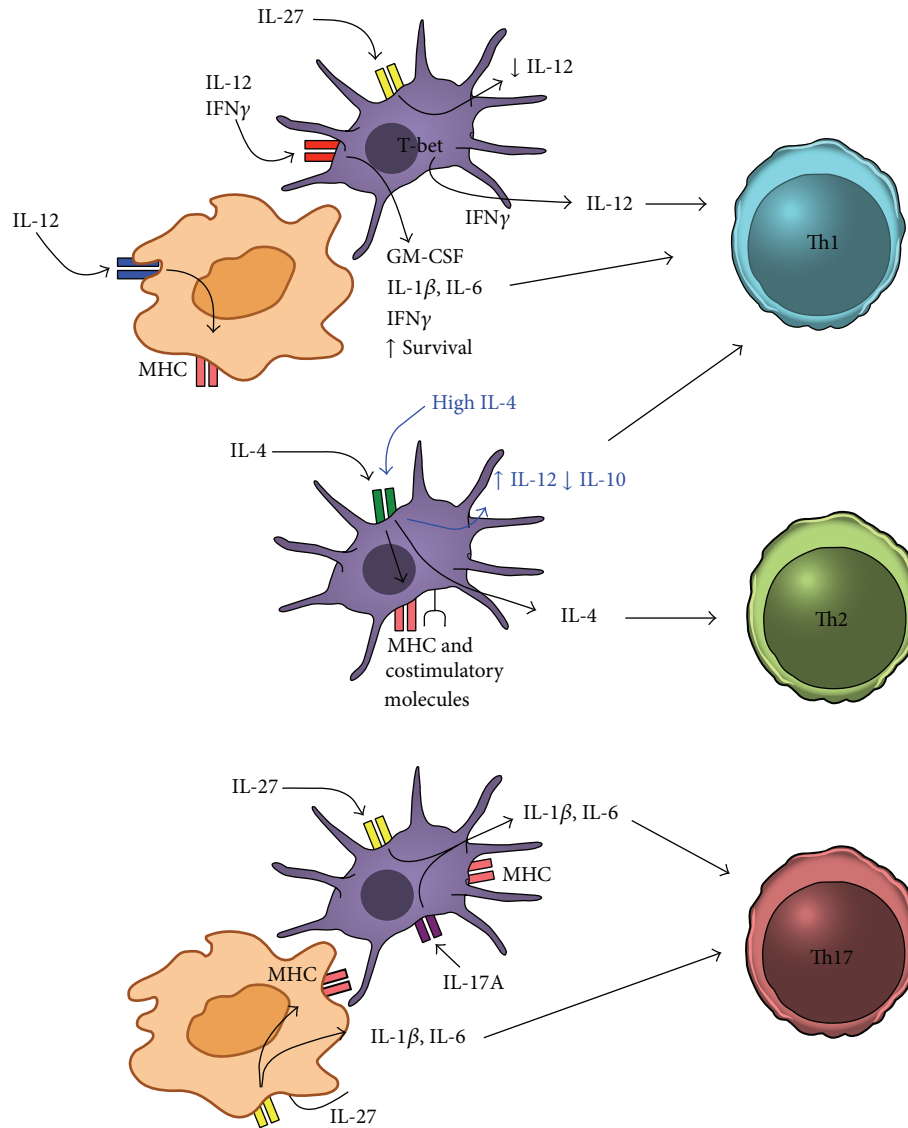 IL-27
↓ IL-12
IL-12
IFNγ
T-bet
IL-12
IFNγ
IL-12
Th1
GM-CSF
IL-1β, IL-6
IFNγ
↑ Survival
MHC
High IL-4
IL-4
↑ IL-12 ↓ IL-10
IL-4
Th2
MHC and
costimulatory
molecules
IL-27
IL-1β, IL-6
MHC
Th17
MHC
IL-17A
IL-1β, IL-6
IL-27